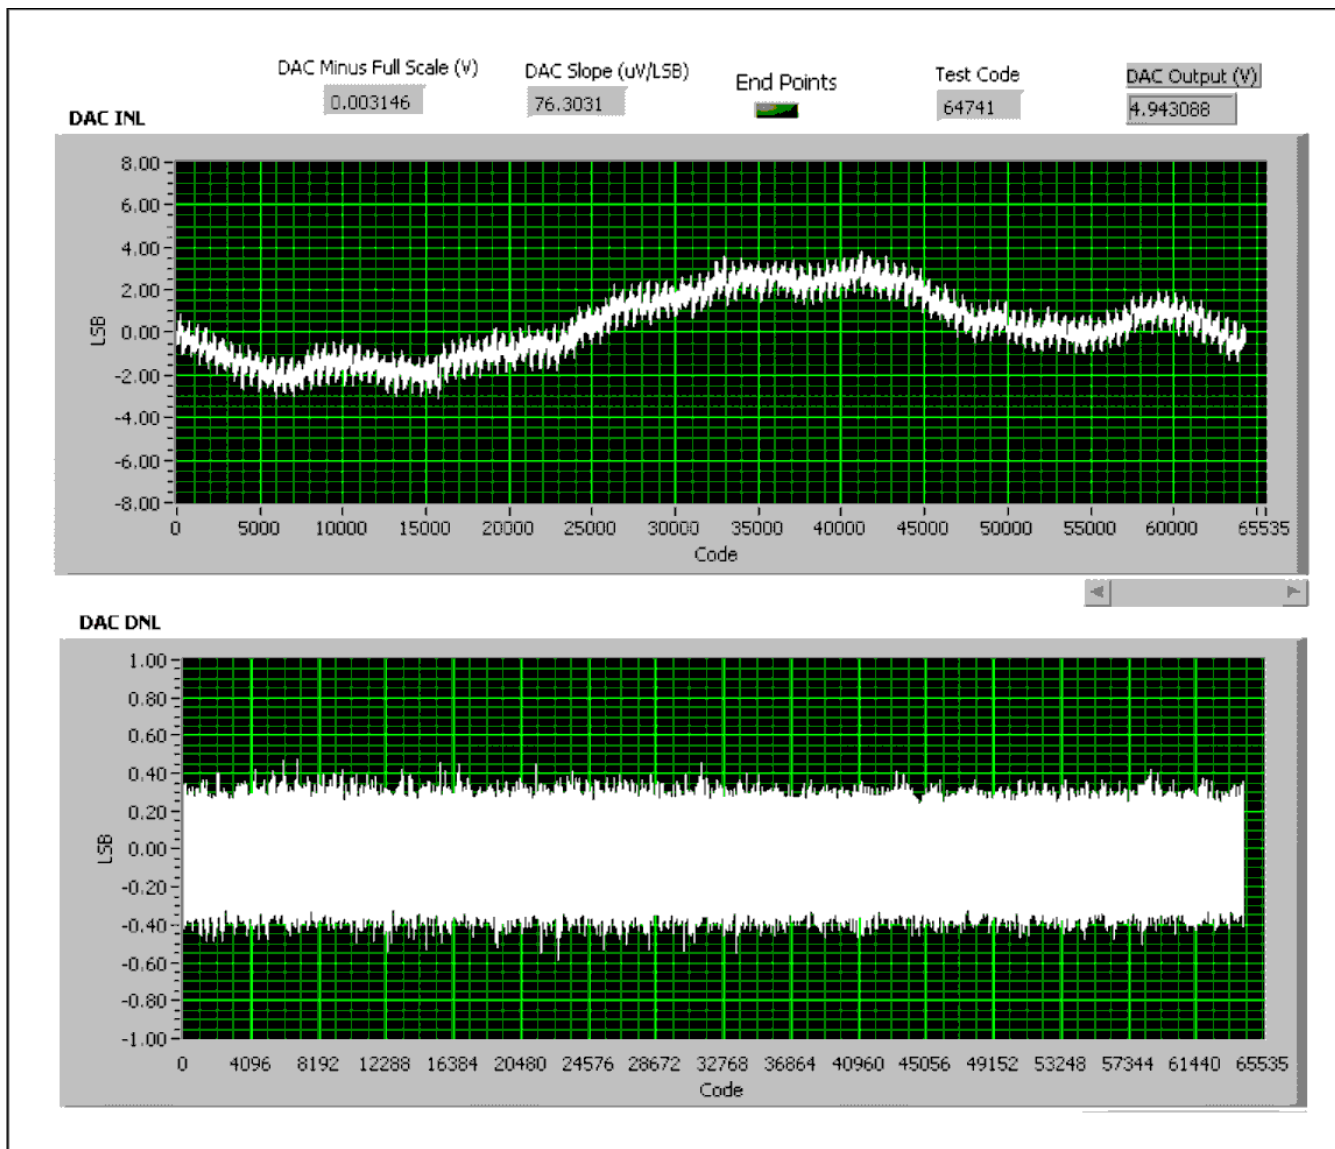 DAC Minus Full Scale (V) DAC Slope (uV/LSB) End Points Test Code DAC Output (V)
0.003146 76.3031 64741 4.943088
DAC INL
8.00
6.00
4.00
2.00
0.00
-2.00
-4.00
-6.00
-8.00
LSB
0 5000 10000 15000 20000 25000 30000 35000 40000 45000 50000 55000 60000 65535
Code
DAC DNL
1.00
0.80
0.60
0.40
0.20
0.00
-0.20
-0.40
-0.60
-0.80
-1.00
LSB
0 4096 8192 12288 16384 20480 24576 28672 32768 36864 40960 45056 49152 53248 57344 61440 65535
Code